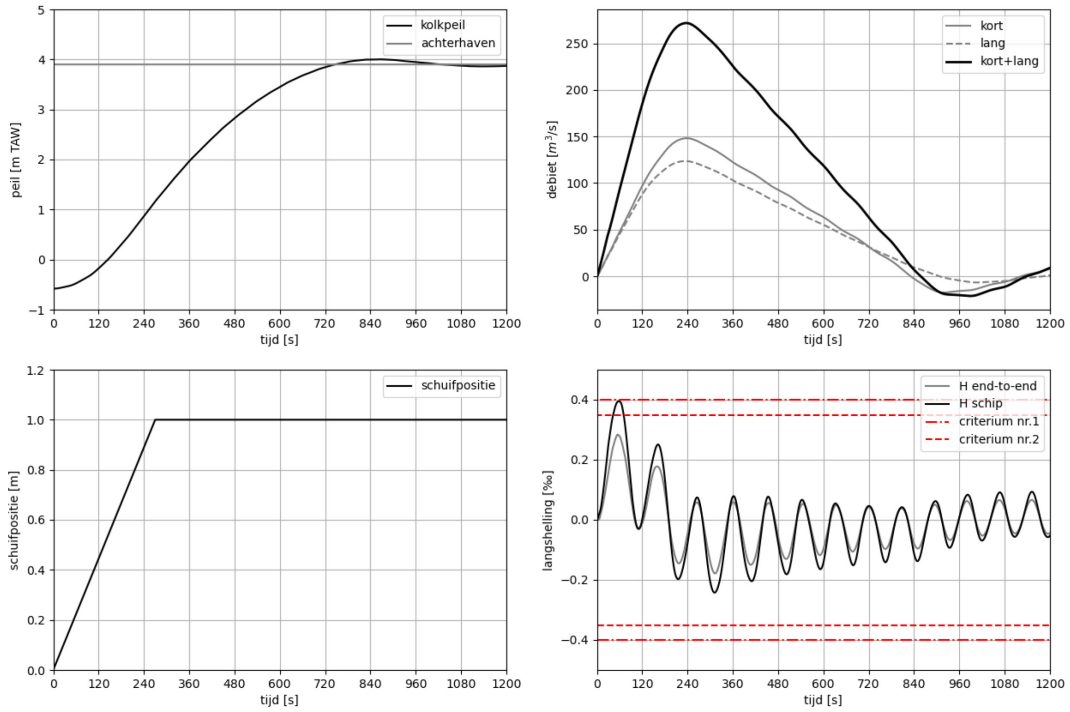 5
4
3
2
1
0
−1
peil [m TAW]
kolkpeil
achterhaven
0 120 240 360 480 600 720 840 960 1080 1200
tijd [s]
250
200
150
100
50
0
debiet [m³/s]
kort
lang
kort+lang
0 120 240 360 480 600 720 840 960 1080 1200
tijd [s]
1.2
1.0
0.8
0.6
0.4
0.2
0.0
schuifpositie [m]
schuifpositie
0 120 240 360 480 600 720 840 960 1080 1200
tijd [s]
0.4
0.2
0.0
−0.2
−0.4
langshelling [‰]
H end-to-end
H schip
criterium nr.1
criterium nr.2
0 120 240 360 480 600 720 840 960 1080 1200
tijd [s]